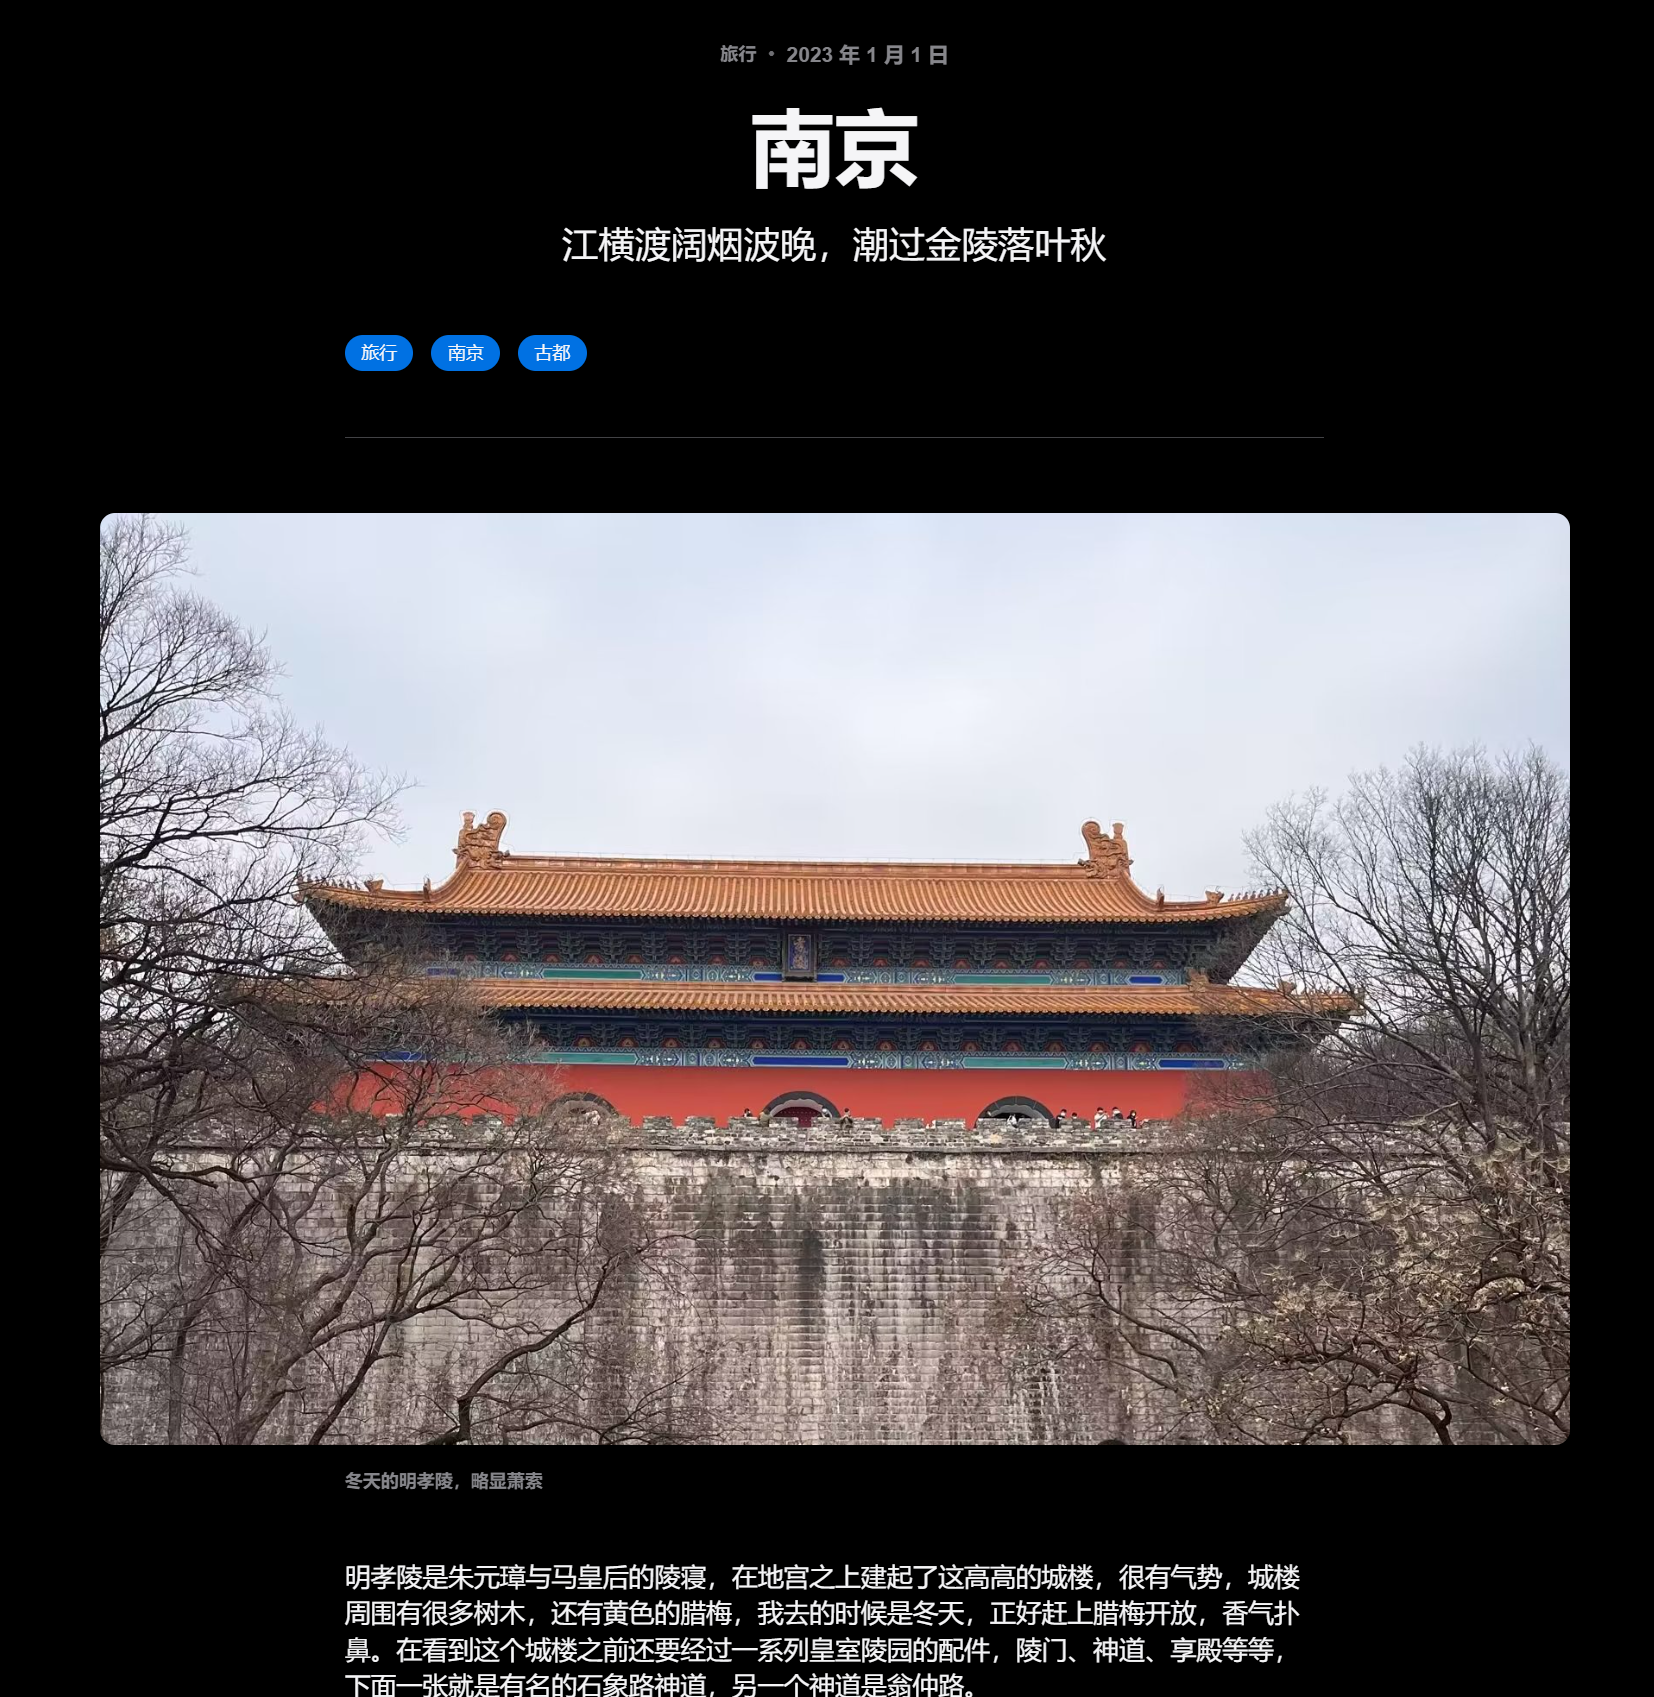 旅行 · 2023 年 1 月 1 日
南京
江横渡阔烟波晚，潮过金陵落叶秋
旅行 南京 古都
冬天的明孝陵，略显萧索
明孝陵是朱元璋与马皇后的陵寝，在地宫之上建起了这高高的城楼，很有气势，城楼
周围有很多树木，还有黄色的腊梅，我去的时候是冬天，正好赶上腊梅开放，香气扑
鼻。在看到这个城楼之前还要经过一系列皇室陵园的配件，陵门、神道、享殿等等，
下面一张就是有名的石象路神道，另一个神道是翁仲路。